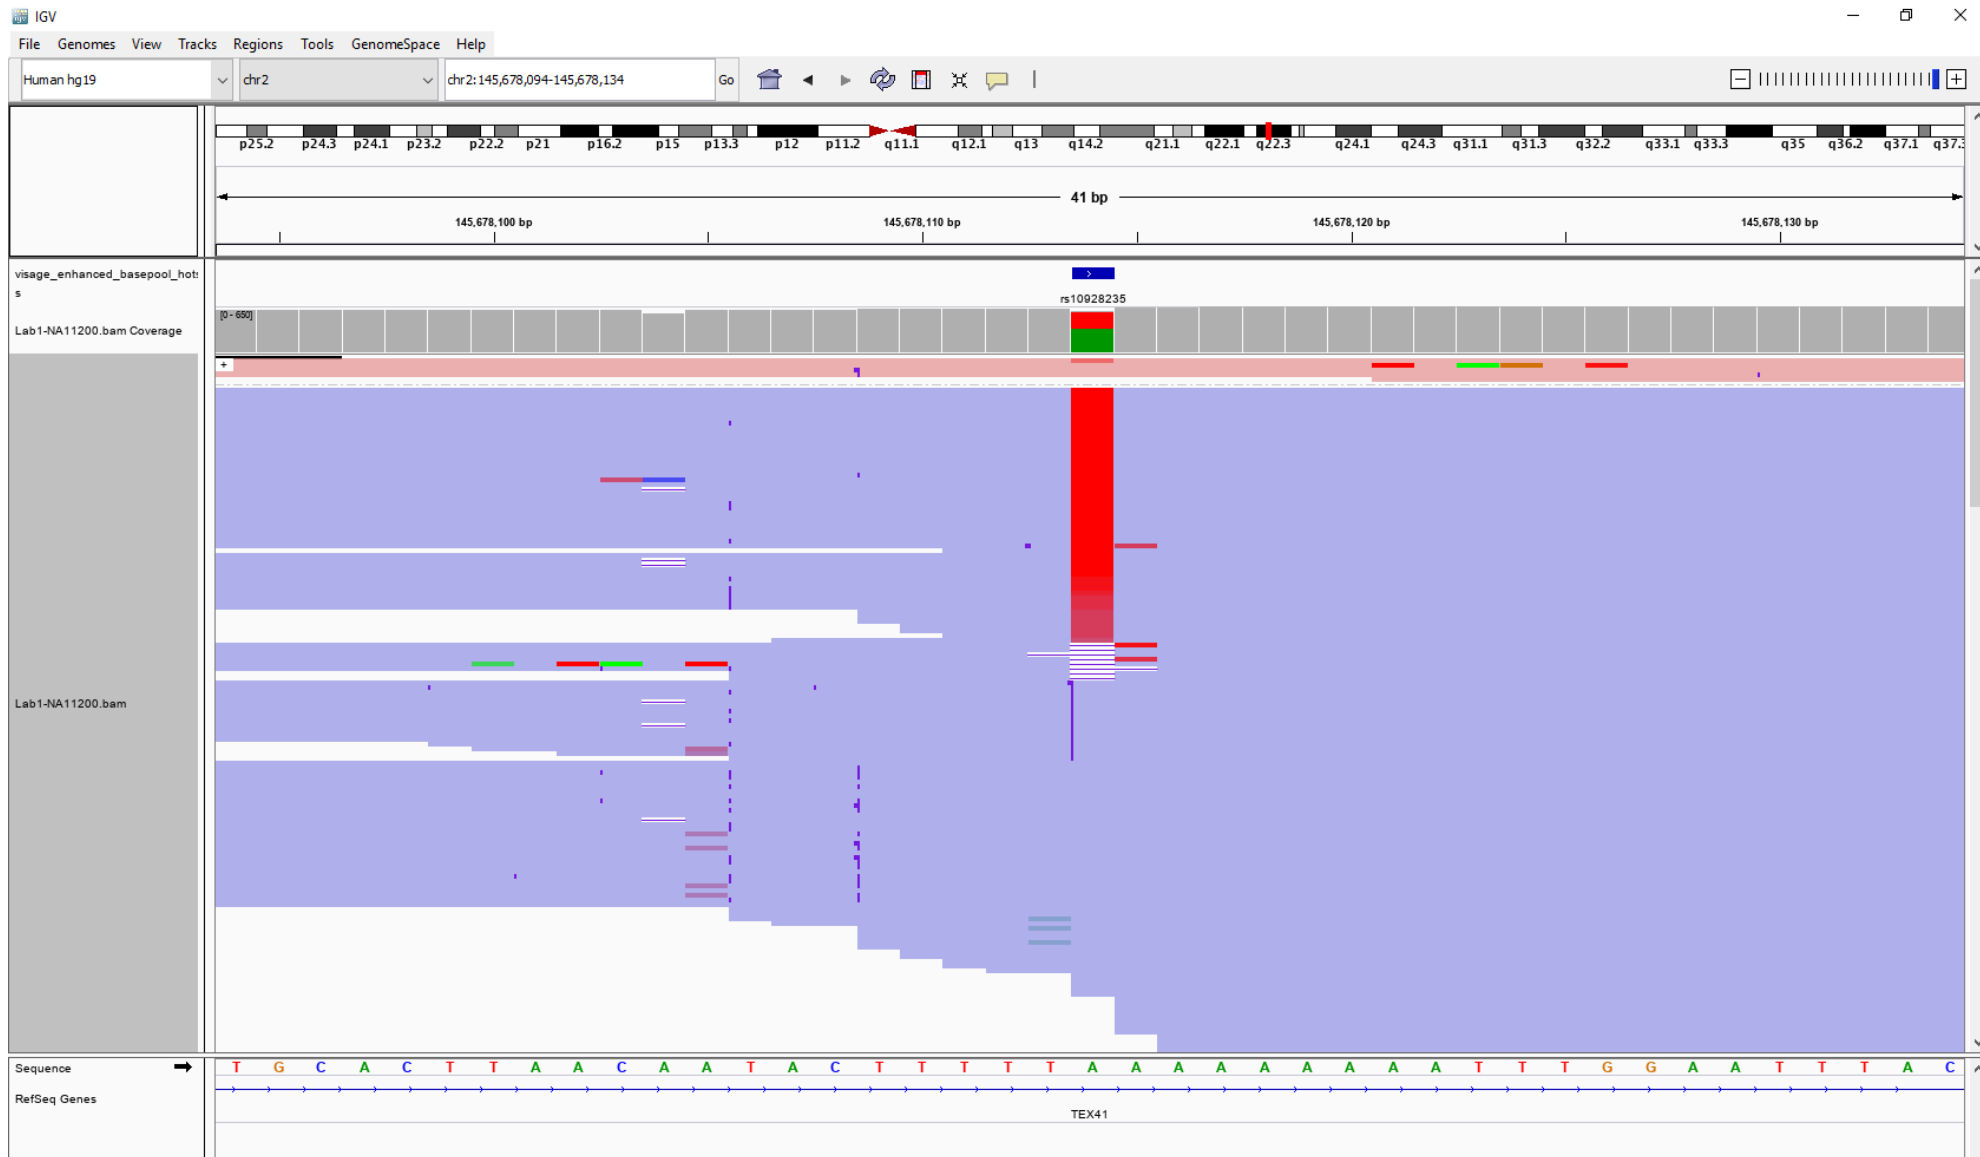 IGV
File Genomes View Tracks Regions Tools GenomeSpace Help
Human hg19 chr2 chr2:145,678,094-145,678,134 Go
p25.2 p24.3 p24.1 p23.2 p22.2 p21 p16.2 p15 p13.3 p12 p11.2 q11.1 q12.1 q13 q14.2 q21.1 q22.1 q22.3 q24.1 q24.3 q31.1 q31.3 q32.2 q33.1 q33.3 q35 q36.2 q37.1 q37.3
41 bp
145,678,100 bp 145,678,110 bp 145,678,120 bp 145,678,130 bp
visage_enhanced_basepool_hot
s
rs10928235
[0 - 650]
Lab1-NA11200.bam Coverage
+
Lab1-NA11200.bam
Sequence T G C A C T T A A C A A T A C T T T T T A A A A A A A A A T T T G G A A T T T A C
RefSeq Genes
TEX41